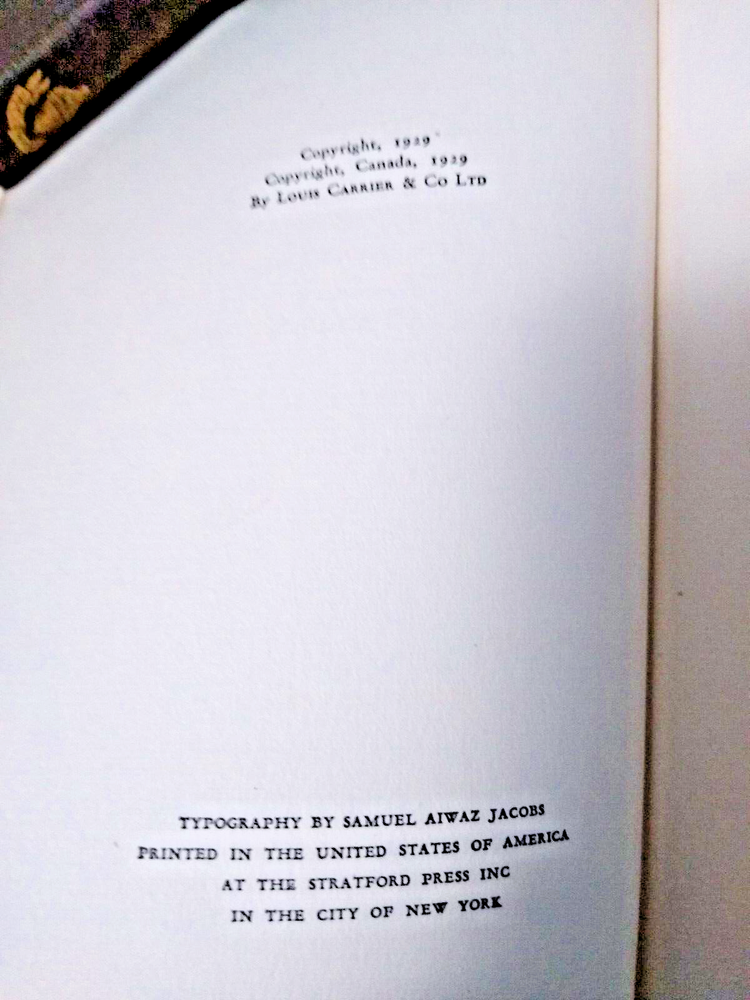 Copyright, 1929
Copyright, Canada, 1929
By Louis Carrier & Co Ltd
TYPOGRAPHY BY SAMUEL AIWAZ JACOBS
PRINTED IN THE UNITED STATES OF AMERICA
AT THE STRATFORD PRESS INC
IN THE CITY OF NEW YORK